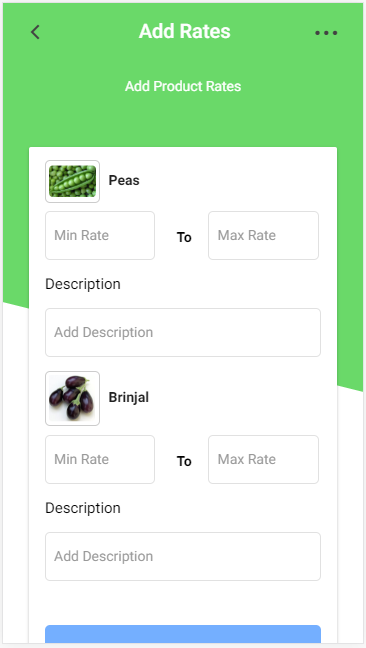 Add Rates
Add Product Rates
Peas
Min Rate To Max Rate
Description
Add Description
Brinjal
Min Rate To Max Rate
Description
Add Description